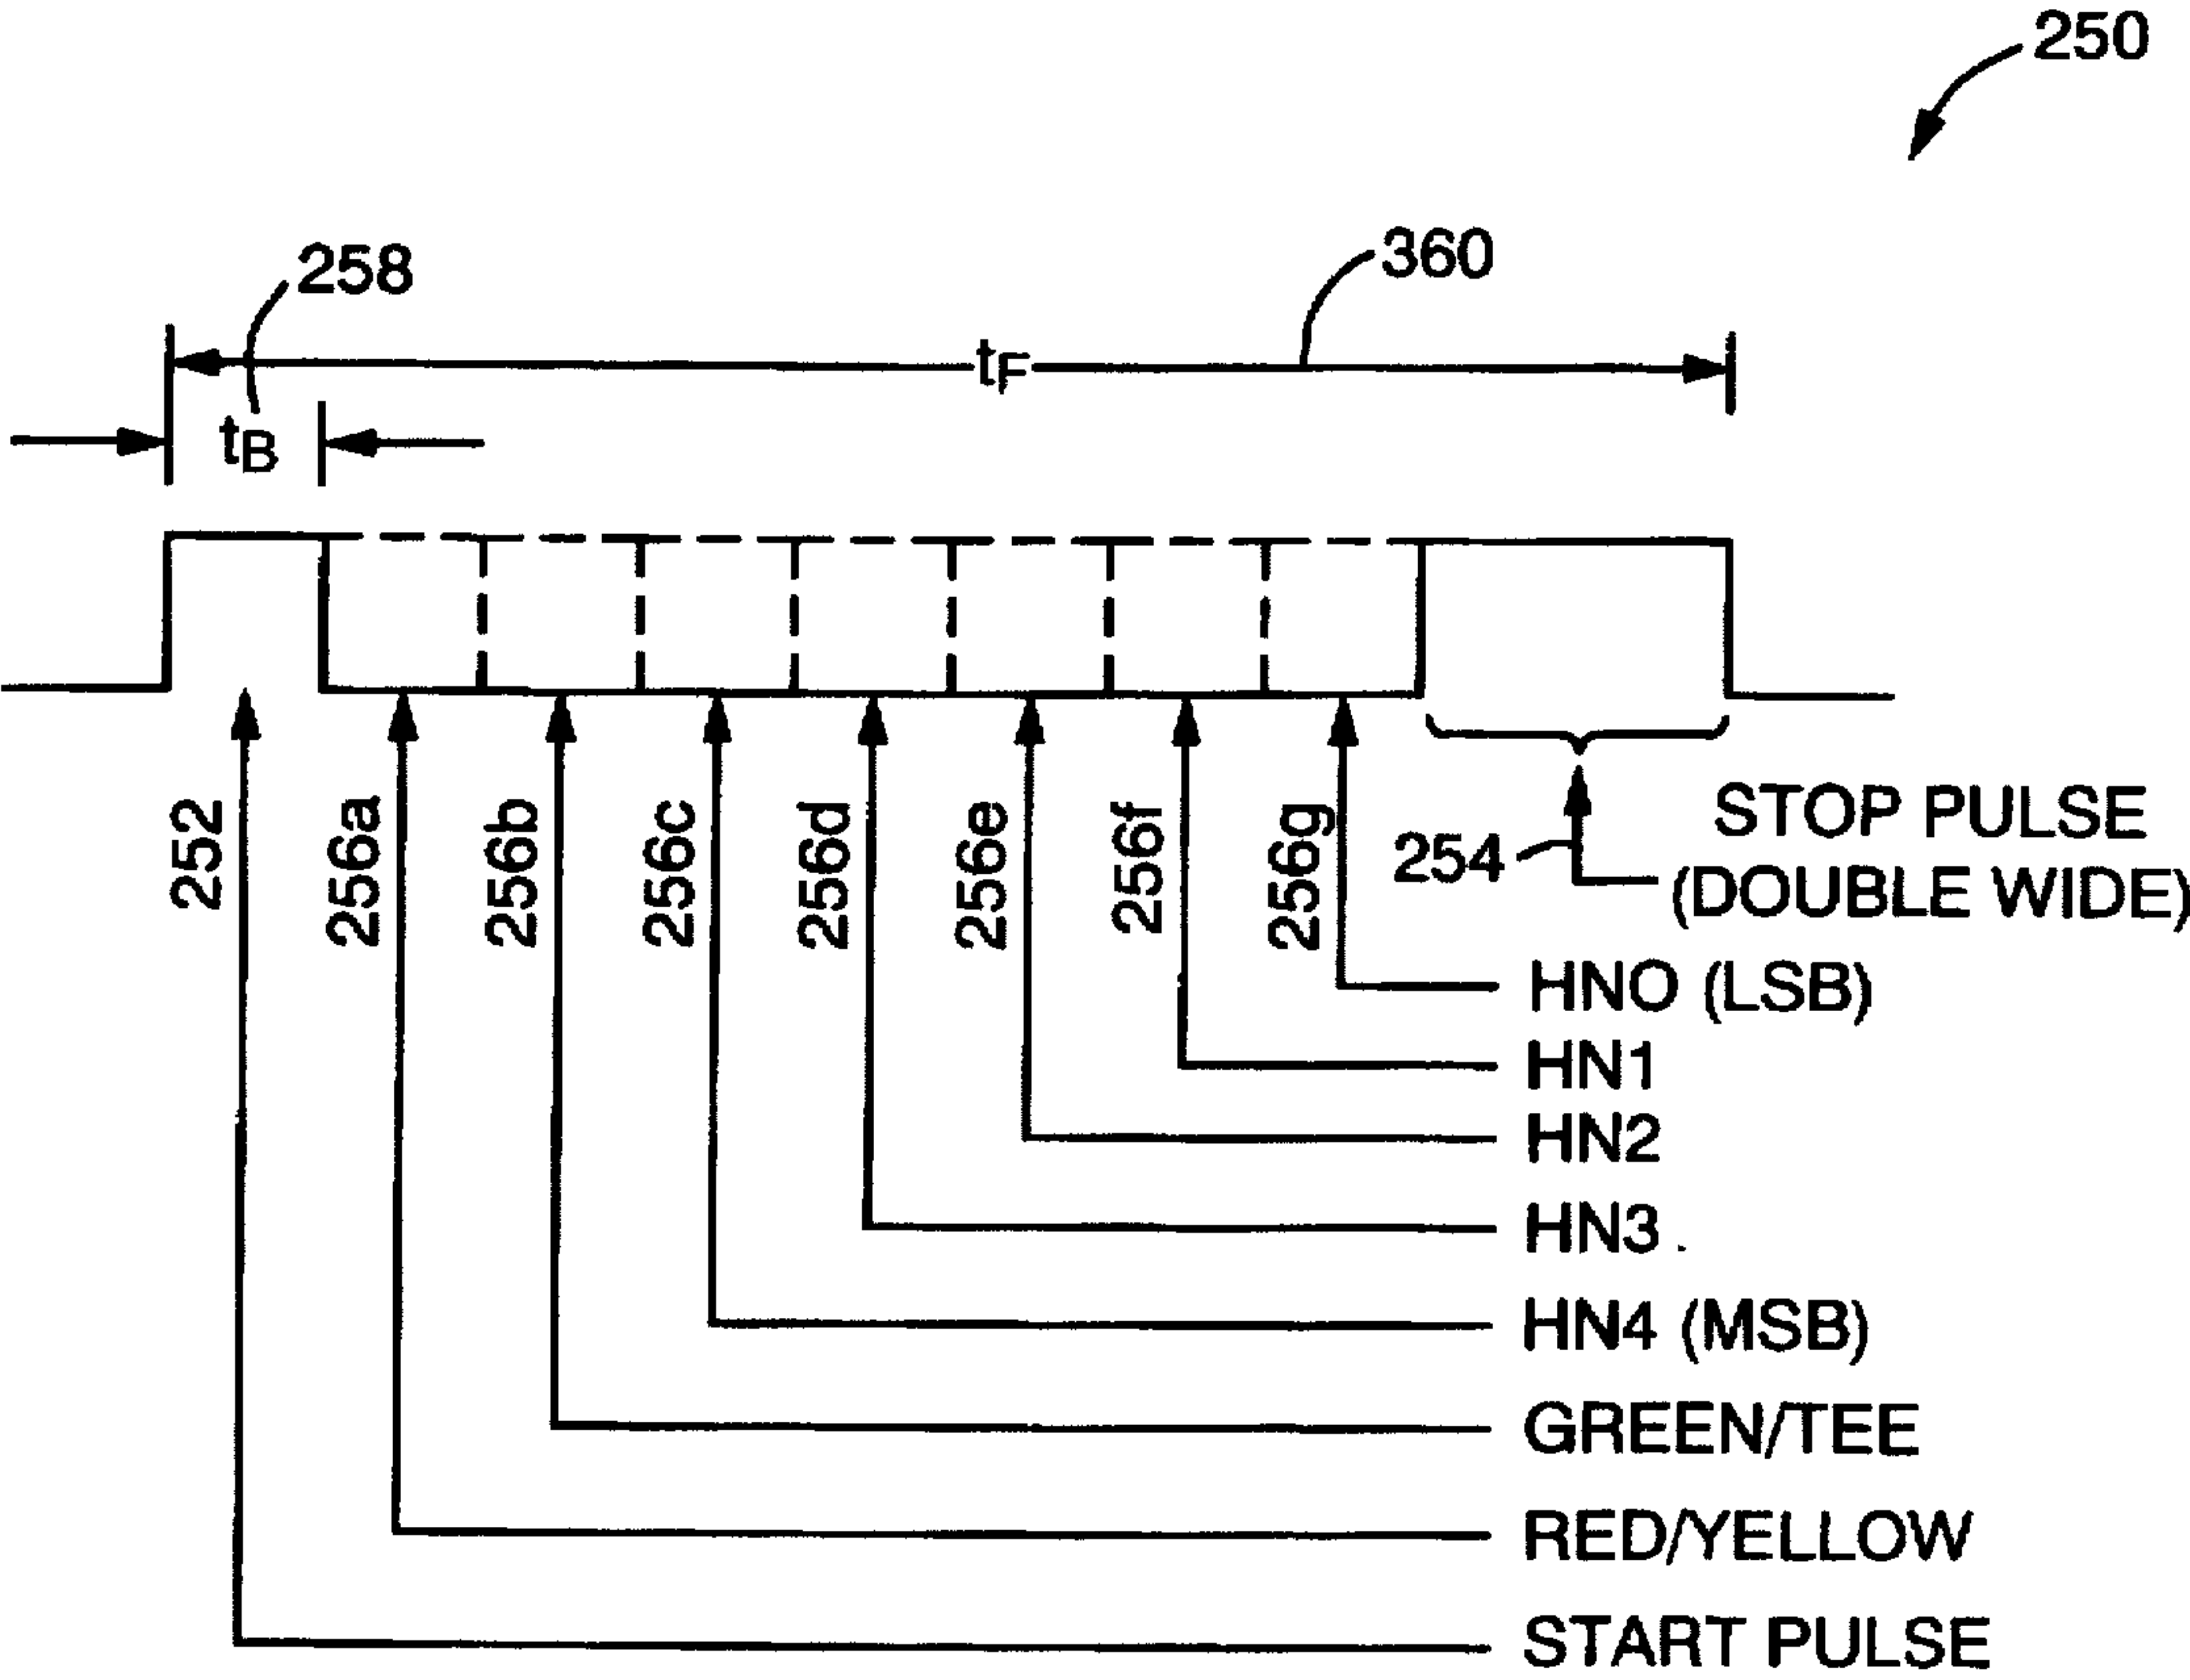 250
360
258
tF
tB
252
256a
256b
256c
256d
256e
256f
256g
254
STOP PULSE
(DOUBLE WIDE)
HNO (LSB)
HN1
HN2
HN3
HN4 (MSB)
GREEN/TEE
RED/YELLOW
START PULSE